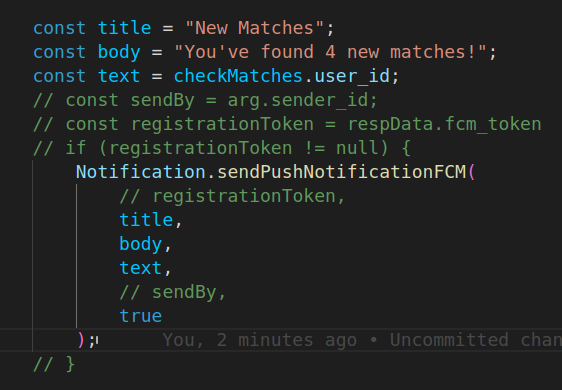 const title = "New Matches";
const body = "You've found 4 new matches!";
const text = checkMatches.user_id;
// const sendBy = arg.sender_id;
// const registrationToken = respData.fcm_token
// if (registrationToken != null) {
Notification.sendPushNotificationFCM(
// registrationToken,
title,
body,
text,
// sendBy,
true
); You, 2 minutes ago • Uncommitted chan
// }